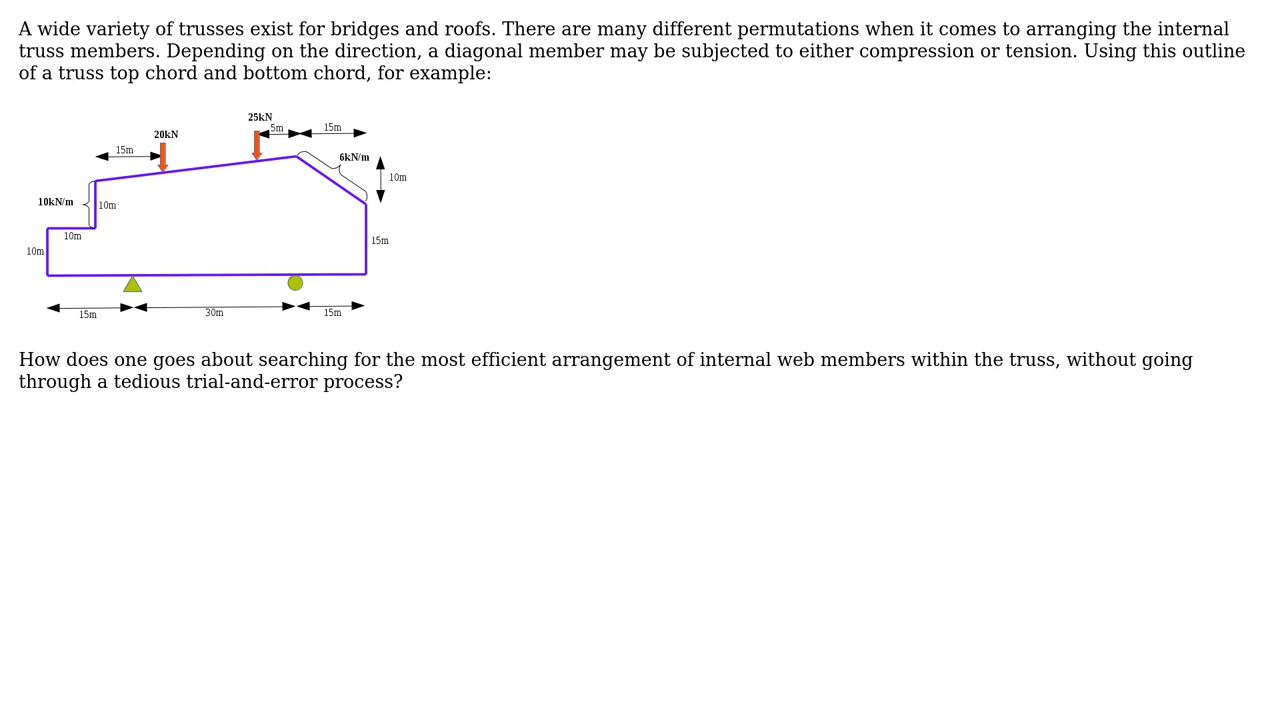 A wide variety of trusses exist for bridges and roofs. There are many different permutations when it comes to arranging the internal
truss members. Depending on the direction, a diagonal member may be subjected to either compression or tension. Using this outline
of a truss top chord and bottom chord, for example:
25kN
5m
15m
20kN
15m
6kN/m
10m
10kN/m
10m
10m
15m
10m
15m
30m
15m
How does one goes about searching for the most efficient arrangement of internal web members within the truss, without going
through a tedious trial-and-error process?